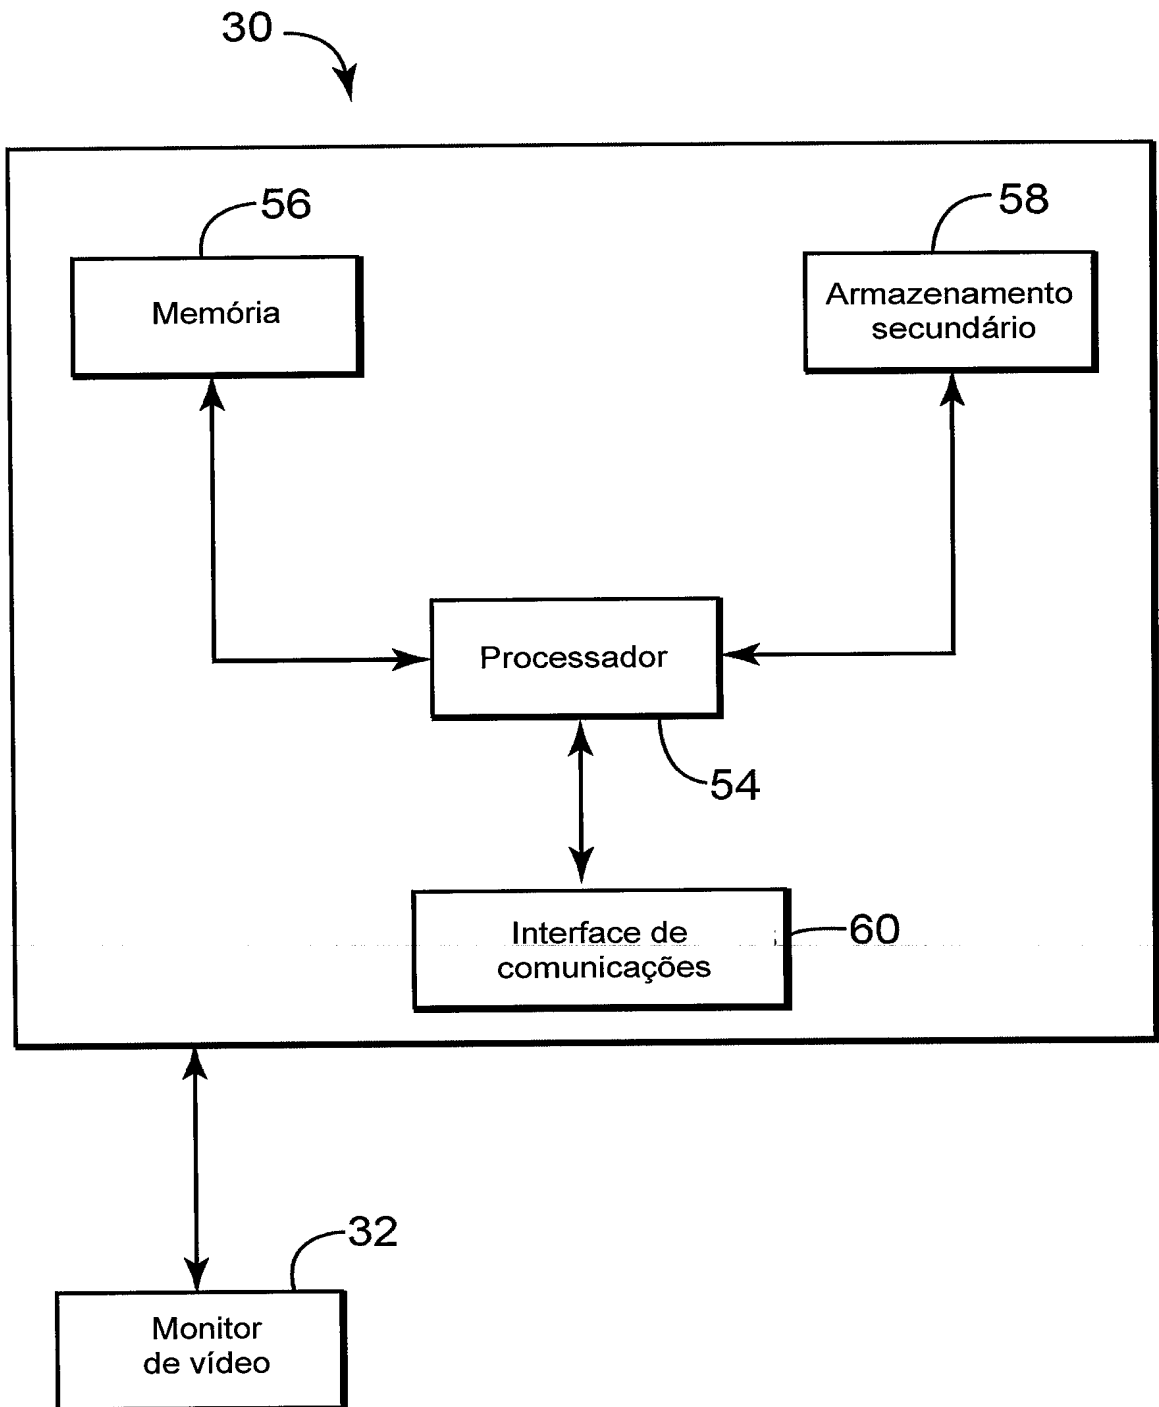 30
56
58
Memória
Armazenamento
secundário
Processador
54
Interface de
comunicações
60
32
Monitor
de vídeo